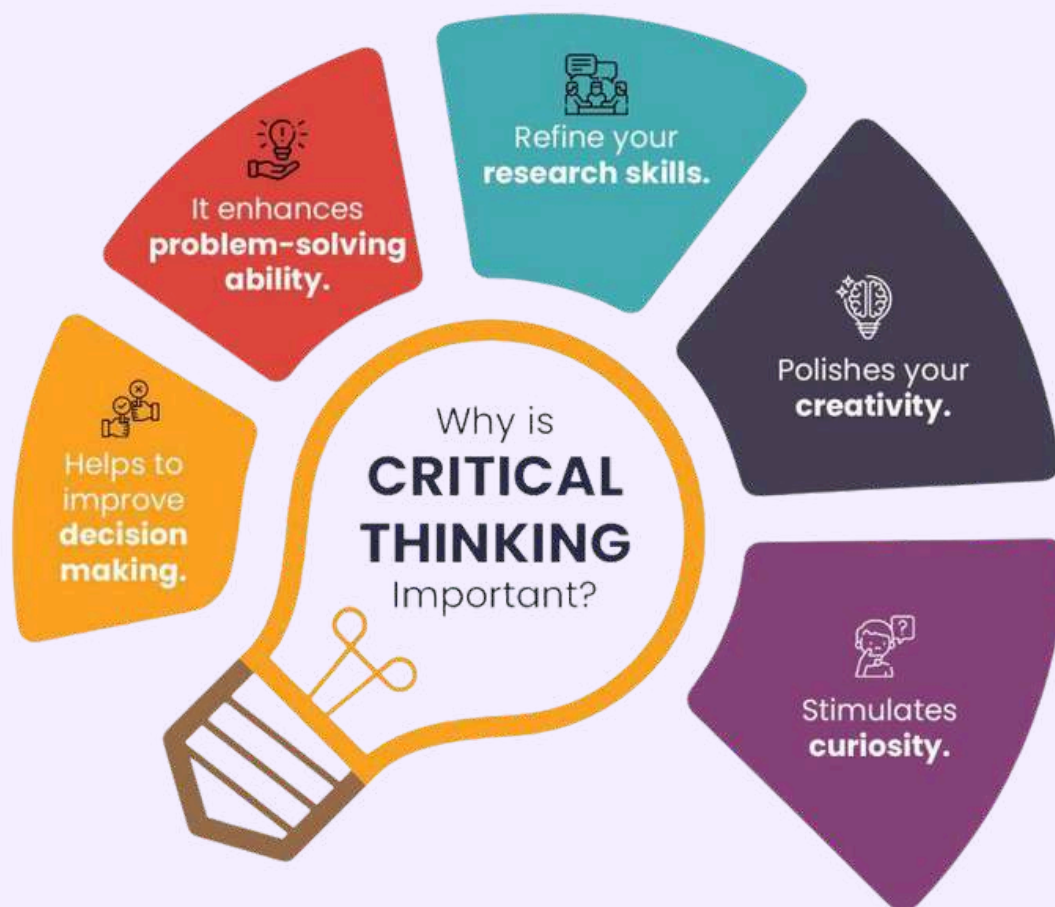 Why is
CRITICAL
THINKING
Important?
Helps to
improve
decision
making.
It enhances
problem-solving
ability.
Refine your
research skills.
Polishes your
creativity.
Stimulates
curiosity.